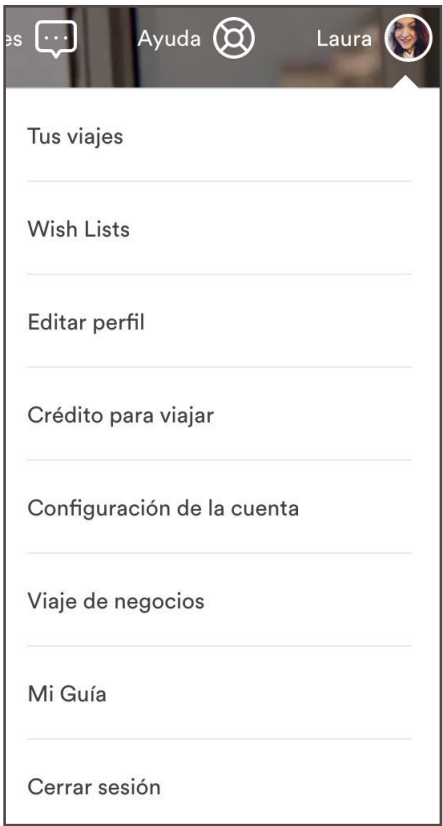 es Ayuda Laura
Tus viajes
Wish Lists
Editar perfil
Crédito para viajar
Configuración de la cuenta
Viaje de negocios
Mi Guía
Cerrar sesión